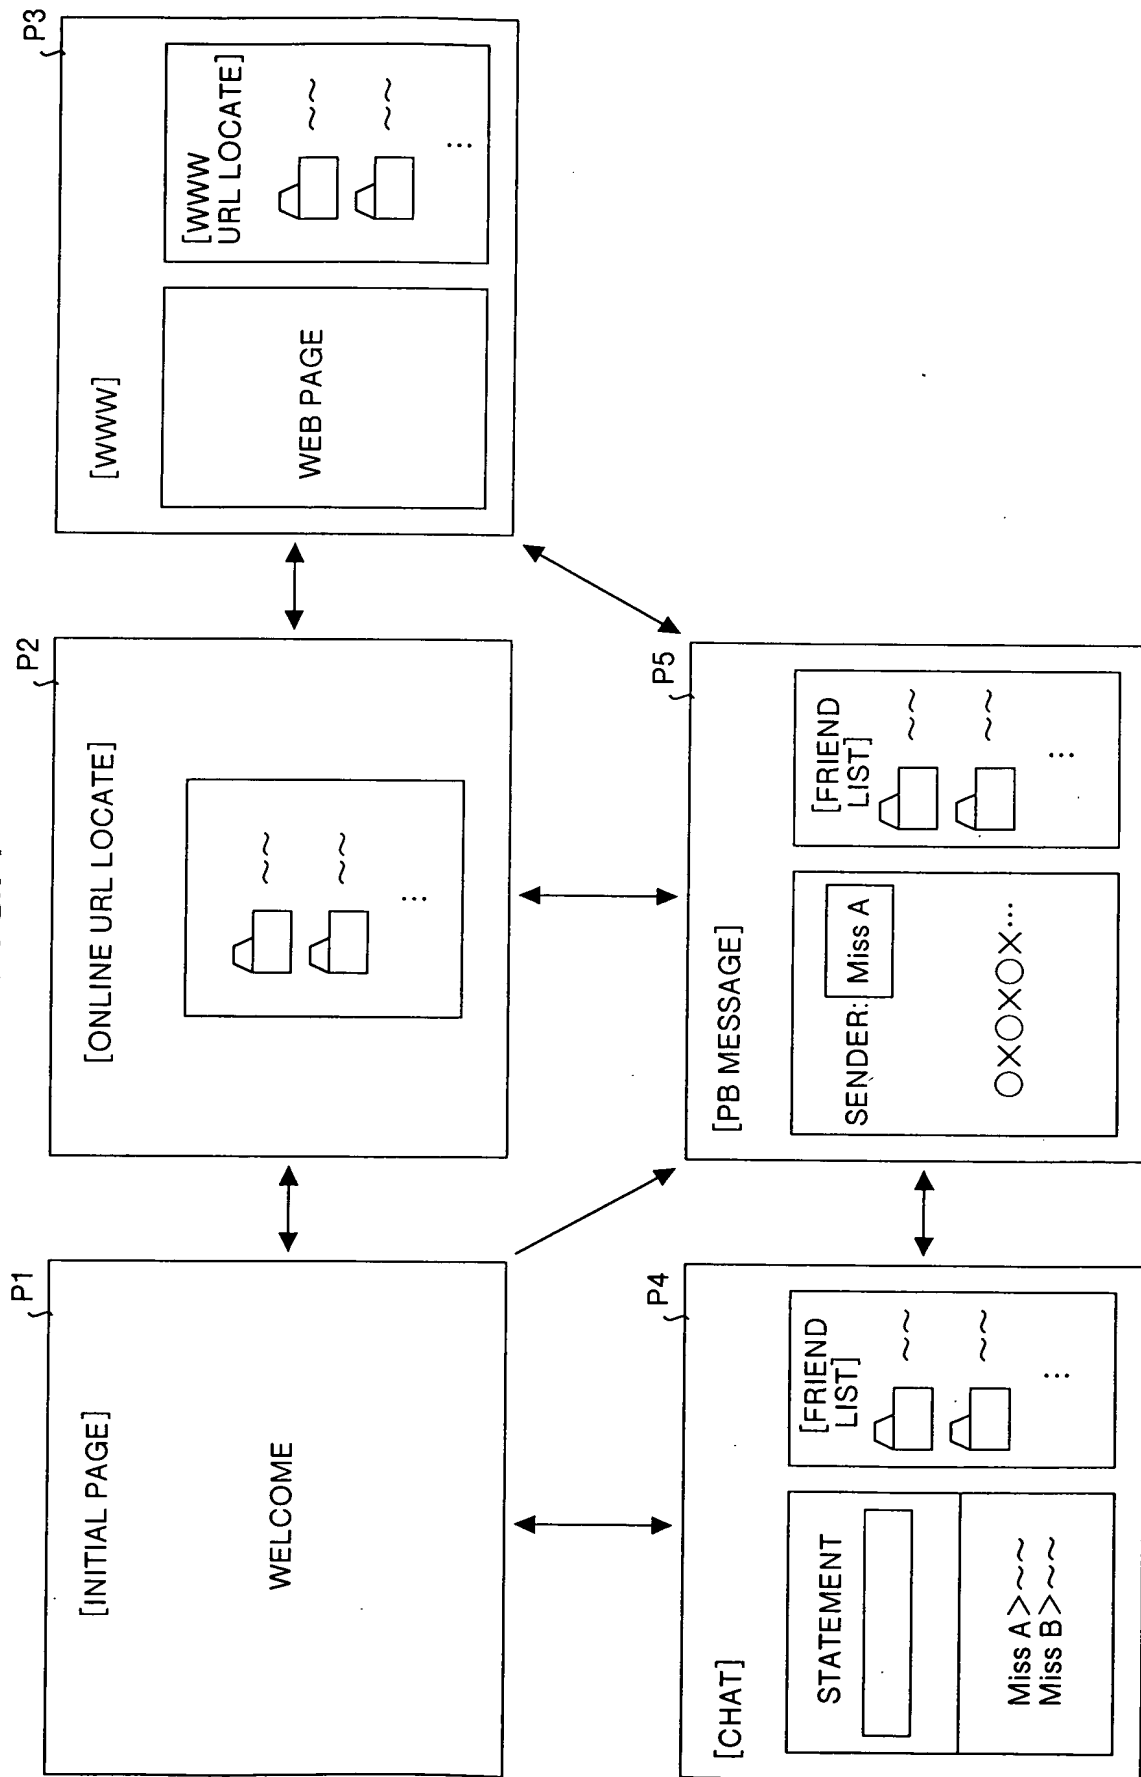 P1
[INITIAL PAGE]
WELCOME
P2
[ONLINE URL LOCATE]
~~
~~
...
P3
[WWW]
WEB PAGE
[WWW
URL LOCATE]
~~
~~
...
P4
[CHAT]
STATEMENT
Miss A>~~~
Miss B>~~~
[FRIEND
LIST]
~~
~~
...
P5
[PB MESSAGE]
SENDER: Miss A
○×○×○×...
[FRIEND
LIST]
~~
~~
...